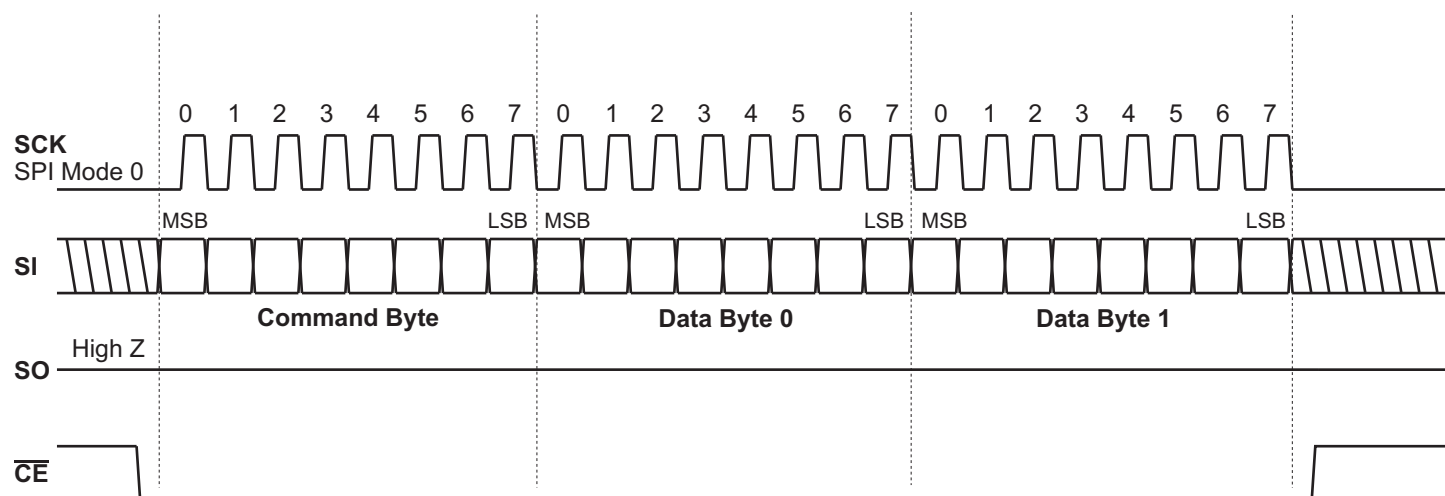 0 1 2 3 4 5 6 7 0 1 2 3 4 5 6 7 0 1 2 3 4 5 6 7
SCK
SPI Mode 0
MSB LSB MSB LSB MSB LSB
SI
Command Byte Data Byte 0 Data Byte 1
High Z
SO
CE